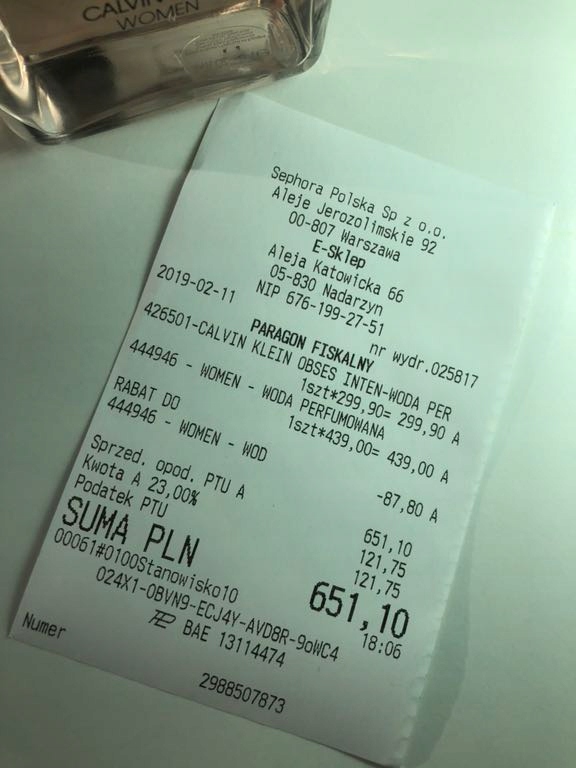 CALVIN
WOMEN
Sephora Polska Sp z o.o.
Aleje Jerozolimskie 92
00-807 Warszawa
E-Sklep
Aleja Katowicka 66
05-830 Nadarzyn
NIP 676-199-27-51
2019-02-11 nr wydr.025817
PARAGON FISKALNY
426501-CALVIN KLEIN OBSES INTEN-WODA PER
1szt*299,90= 299,90 A
444946 - WOMEN - WODA PERFUMOWANA
1szt*439,00= 439,00 A
RABAT DO
444946 - WOMEN - WOD
-87,80 A
Sprzed. opod. PTU A 651,10
Kwota A 23,00% 121,75
Podatek PTU 121,75
SUMA PLN 651,10
00061#0100Stanowisko10 18:06
024X1-OBVN9-ECJ4Y-AVD8R-9oWC4
BAE 13114474
Numer
2988507873